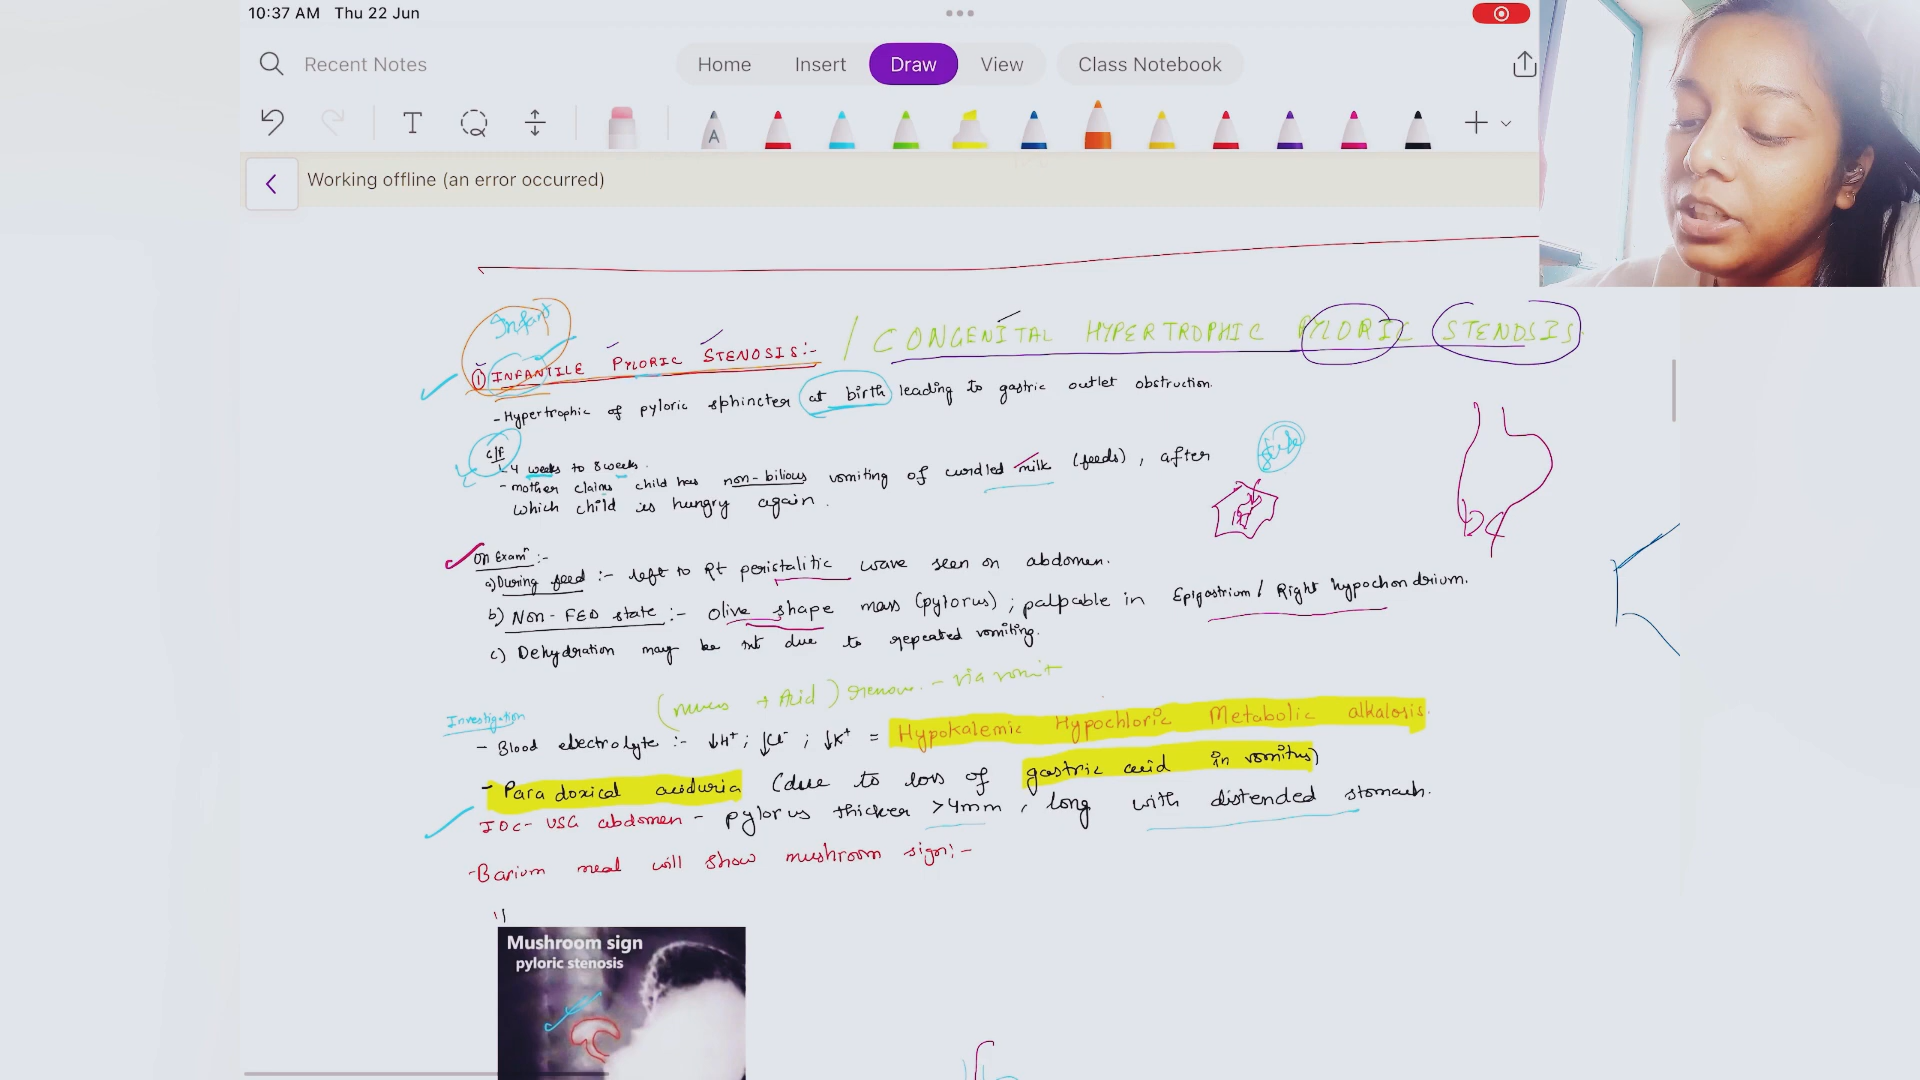 10:37 AM Thu 22 Jun
Recent Notes
Home Insert Draw View Class Notebook
T A
Working offline (an error occurred)
Infant
① INFANTILE PYLORIC STENOSIS:- / CONGENITAL HYPERTROPHIC PYLORIC STENOSIS
- Hypertrophic of pyloric sphincter at birth leading to gastric outlet obstruction.
c/f
4 weeks to 8 weeks.
- mother claims child has non-bilious vomiting of curdled milk (feeds), after
which child is hungry again.
On Examn:-
a) During feed :- left to Rt peristalitic wave seen on abdomen.
b) Non-FED state :- olive shape mass (pylorus) ; palpable in Epigastrium / Right hypochondrium.
c) Dehydration may be due to repeated vomiting.
(mucus + Acid) - via vomit
Investigation
- Blood electrolyte :- ↓H+ ; ↓Cl- ; ↓K+ = Hypokalemic Hypochloric Metabolic alkalosis.
- Paradoxical aciduria (due to loss of gastric acid in vomitus)
IOC- USG abdomen - pylorus thicker >4mm, long with distended stomach.
- Barium meal will show mushroom sign:-
Mushroom sign
pyloric stenosis